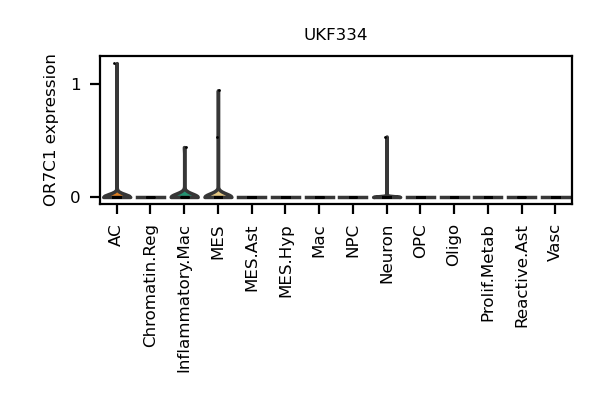 UKF334
OR7C1 expression
1
0
AC
Chromatin.Reg
Inflammatory.Mac
MES
MES.Ast
MES.Hyp
Mac
NPC
Neuron
OPC
Oligo
Prolif.Metab
Reactive.Ast
Vasc